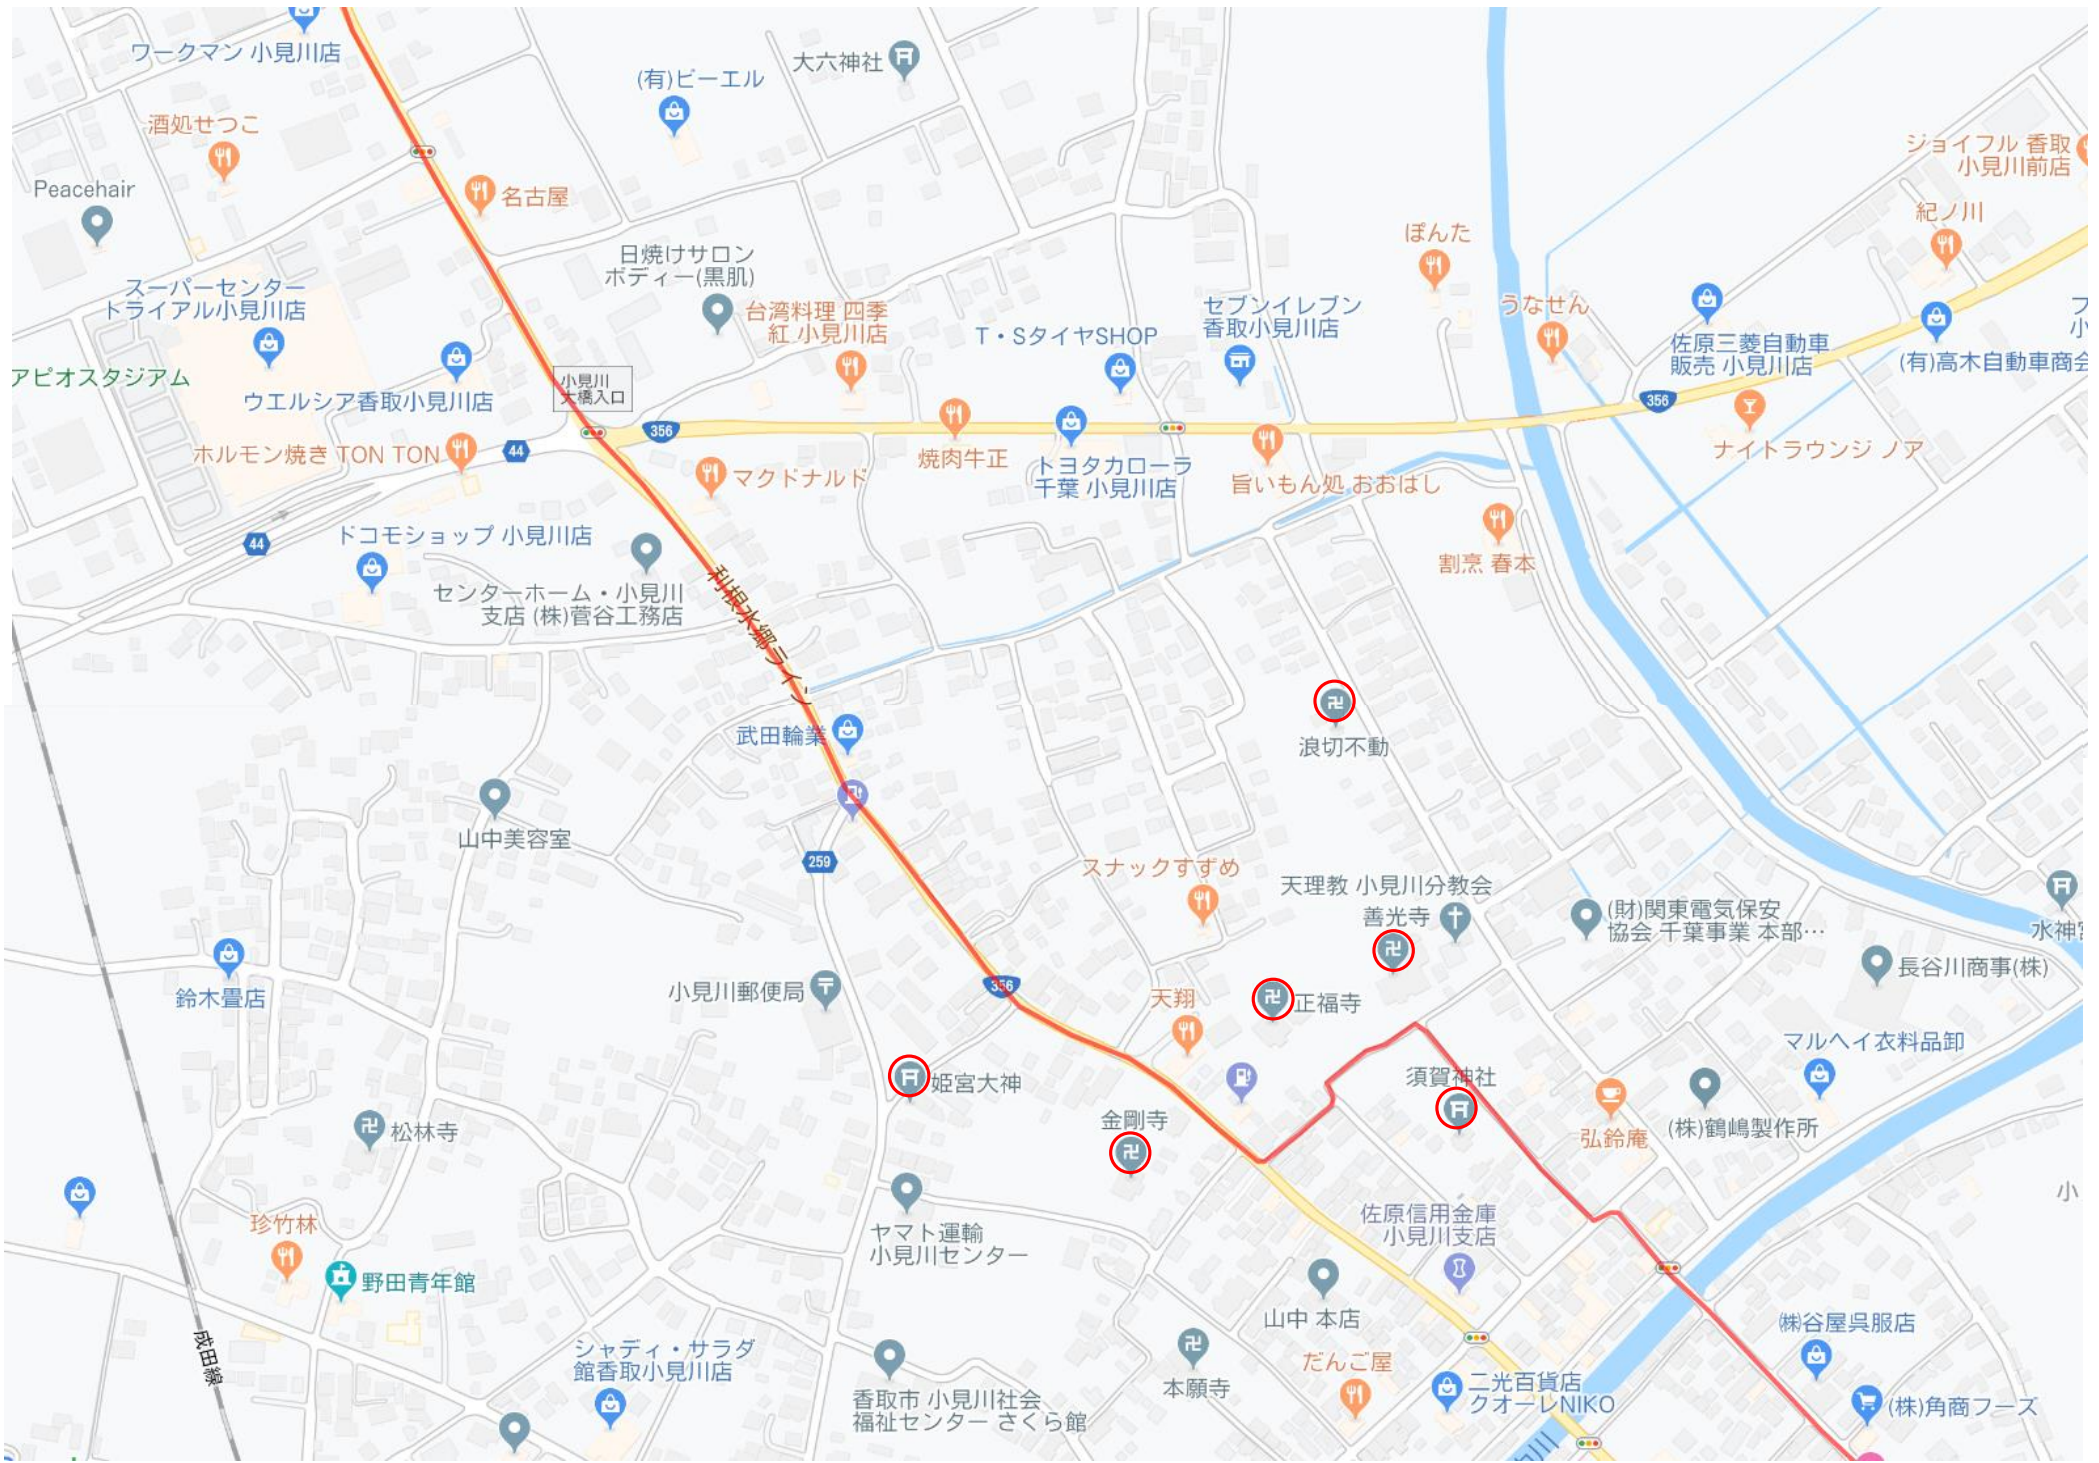 ワークマン 小見川店
(有)ビーエル
大六神社
酒処せつこ
Peacehair
名古屋
ジョイフル 香取
小見川前店
紀ノ川
ぽんた
日焼けサロン
ボディー(黒肌)
スーパーセンター
トライアル小見川店
台湾料理 四季
紅 小見川店
T・SタイヤSHOP
セブンイレブン
香取小見川店
うなせん
佐原三菱自動車
販売 小見川店
(有)高木自動車商会
フ
小
アピオスタジアム
ウエルシア香取小見川店
小見川
大橋入口
356
356
ホルモン焼き TON TON
44
マクドナルド
焼肉牛正
トヨタカローラ
千葉 小見川店
旨いもん処 おおはし
ナイトラウンジ ノア
44
ドコモショップ 小見川店
センターホーム・小見川
支店 (株)菅谷工務店
割烹 春本
利根水郷ライン
武田輪業
浪切不動
山中美容室
259
スナックすずめ
天理教 小見川分教会
善光寺
(財)関東電気保安
協会 千葉事業 本部…
水神宮
長谷川商事(株)
鈴木畳店
小見川郵便局
356
天翔
正福寺
マルヘイ衣料品卸
姫宮大神
須賀神社
金剛寺
松林寺
弘鈴庵
(株)鶴嶋製作所
小
珍竹林
ヤマト運輸
小見川センター
佐原信用金庫
小見川支店
野田青年館
山中 本店
㈱谷屋呉服店
成田線
シャディ・サラダ
館香取小見川店
香取市 小見川社会
福祉センター さくら館
本願寺
だんご屋
二光百貨店
クオーレNIKO
(株)角商フーズ